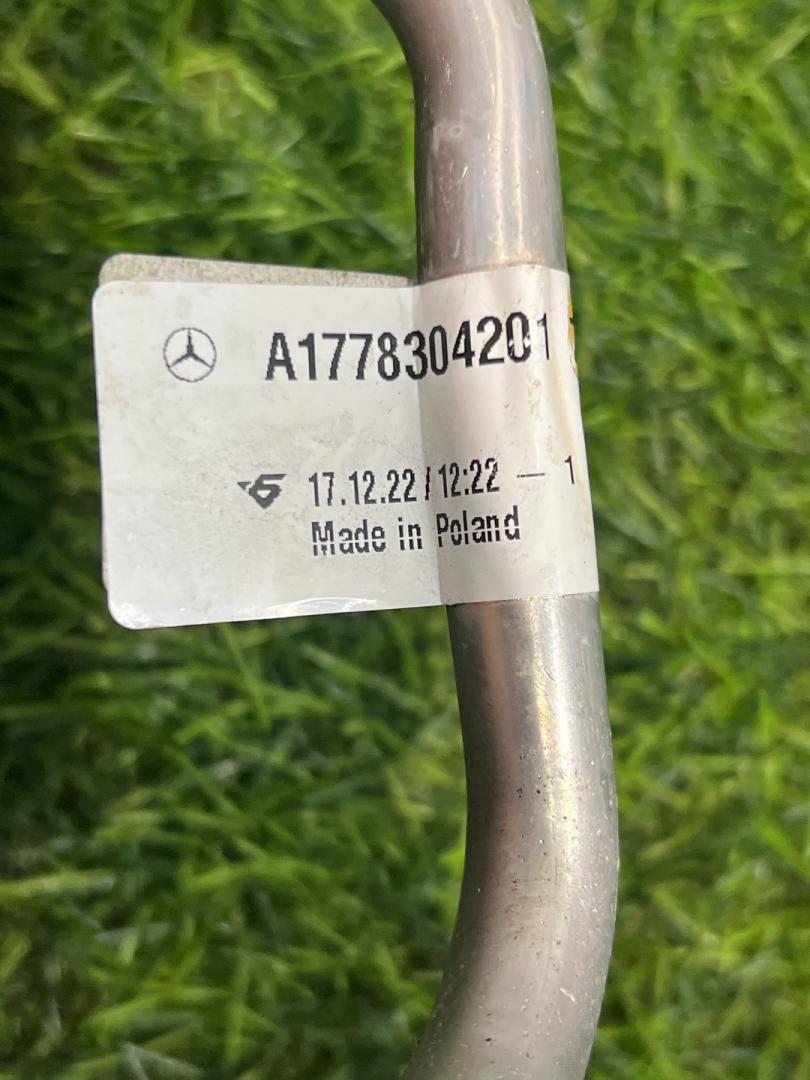 A1778304201
17.12.22 / 12:22 — 1
Made in Poland